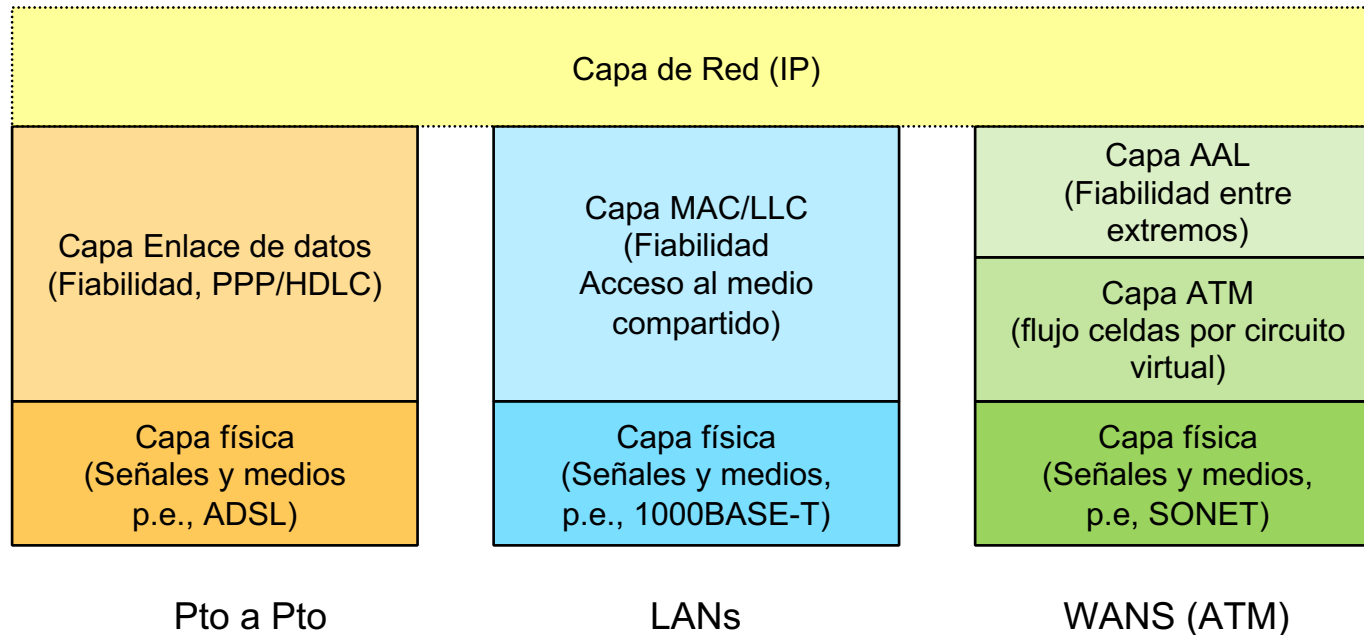 Capa de Red (IP)
Capa Enlace de datos
(Fiabilidad, PPP/HDLC)
Capa física
(Señales y medios
p.e., ADSL)
Pto a Pto
Capa MAC/LLC
(Fiabilidad
Acceso al medio
compartido)
Capa física
(Señales y medios,
p.e., 1000BASE-T)
LANs
Capa AAL
(Fiabilidad entre
extremos)
Capa ATM
(flujo celdas por circuito
virtual)
Capa física
(Señales y medios,
p.e, SONET)
WANS (ATM)